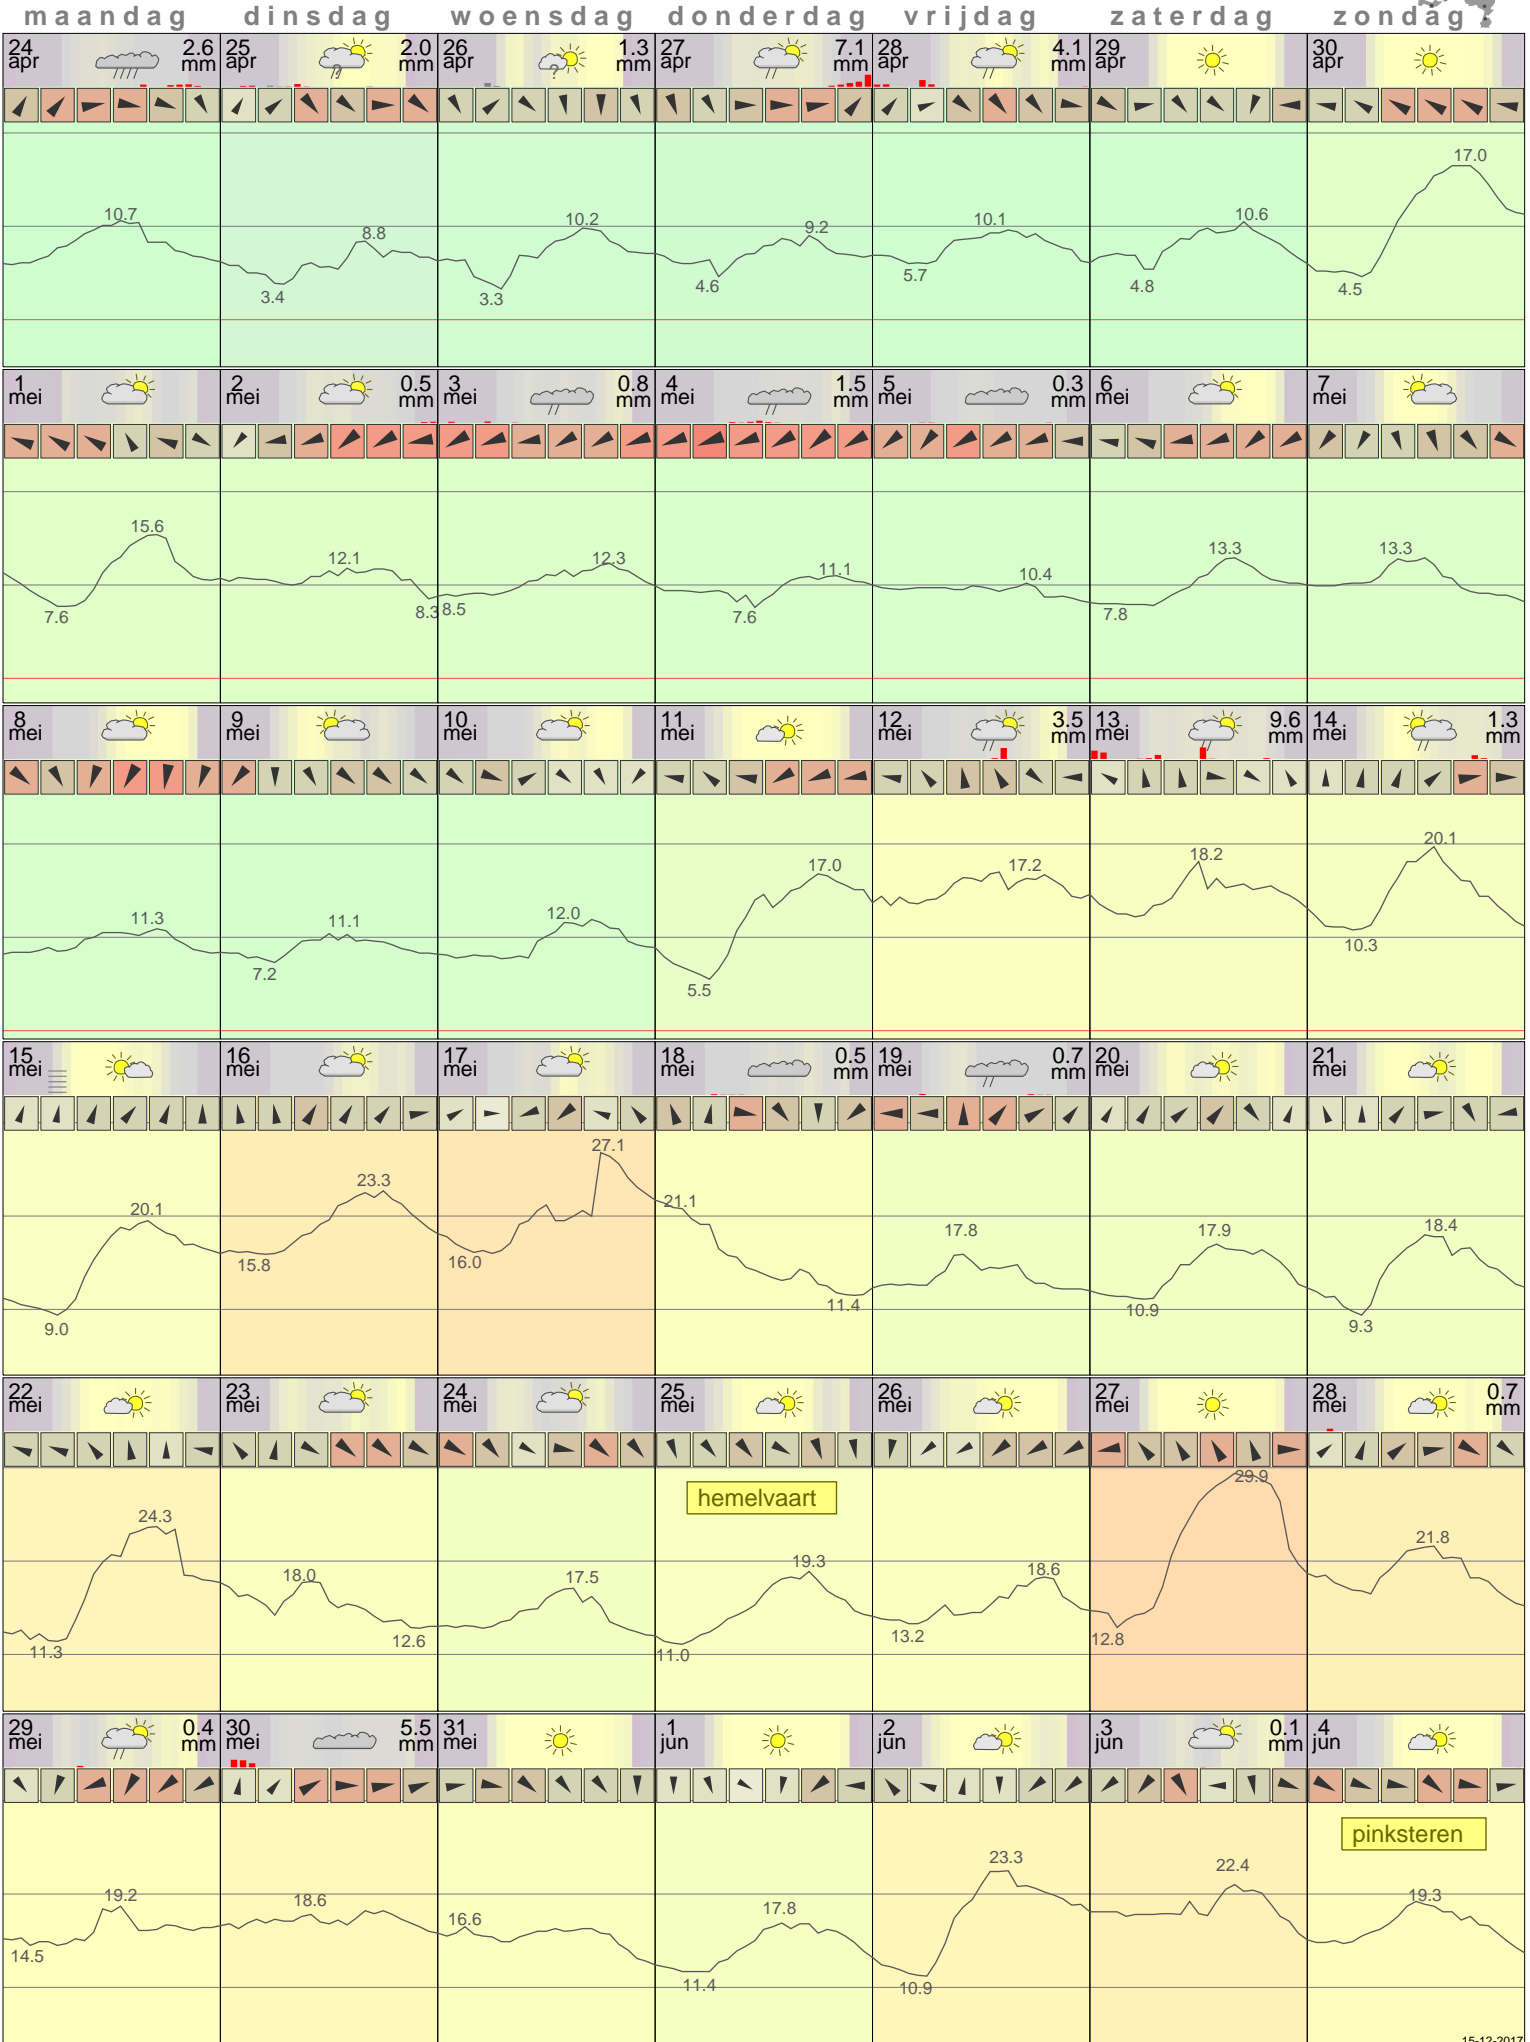 maandag dinsdag woensdag donderdag vrijdag zaterdag zondag
24 apr 2.6 mm 25 apr ? 2.0 mm 26 apr ? 1.3 mm 27 apr 7.1 mm 28 apr 4.1 mm 29 apr 30 apr
10.7 3.4 8.8 3.3 10.2 4.6 9.2 5.7 10.1 4.8 10.6 4.5 17.0
1 mei 2 mei 0.5 mm 3 mei 0.8 mm 4 mei 1.5 mm 5 mei 0.3 mm 6 mei 7 mei
7.6 15.6 12.1 8.3 8.5 12.3 7.6 11.1 10.4 7.8 13.3 13.3
8 mei 9 mei 10 mei 11 mei 12 mei 3.5 mm 13 mei 9.6 mm 14 mei 1.3 mm
11.3 7.2 11.1 12.0 5.5 17.0 17.2 18.2 10.3 20.1
15 mei 16 mei 17 mei 18 mei 0.5 mm 19 mei 0.7 mm 20 mei 21 mei
9.0 20.1 15.8 23.3 16.0 27.1 21.1 11.4 17.8 10.9 17.9 9.3 18.4
22 mei 23 mei 24 mei 25 mei 26 mei 27 mei 28 mei 0.7 mm
hemelvaart
11.3 24.3 18.0 12.6 17.5 11.0 19.3 13.2 18.6 12.8 29.9 21.8
29 mei 0.4 mm 30 mei 5.5 mm 31 mei 1 jun 2 jun 3 jun 0.1 mm 4 jun
pinksteren
14.5 19.2 18.6 16.6 11.4 17.8 10.9 23.3 22.4 19.3
15-12-2017